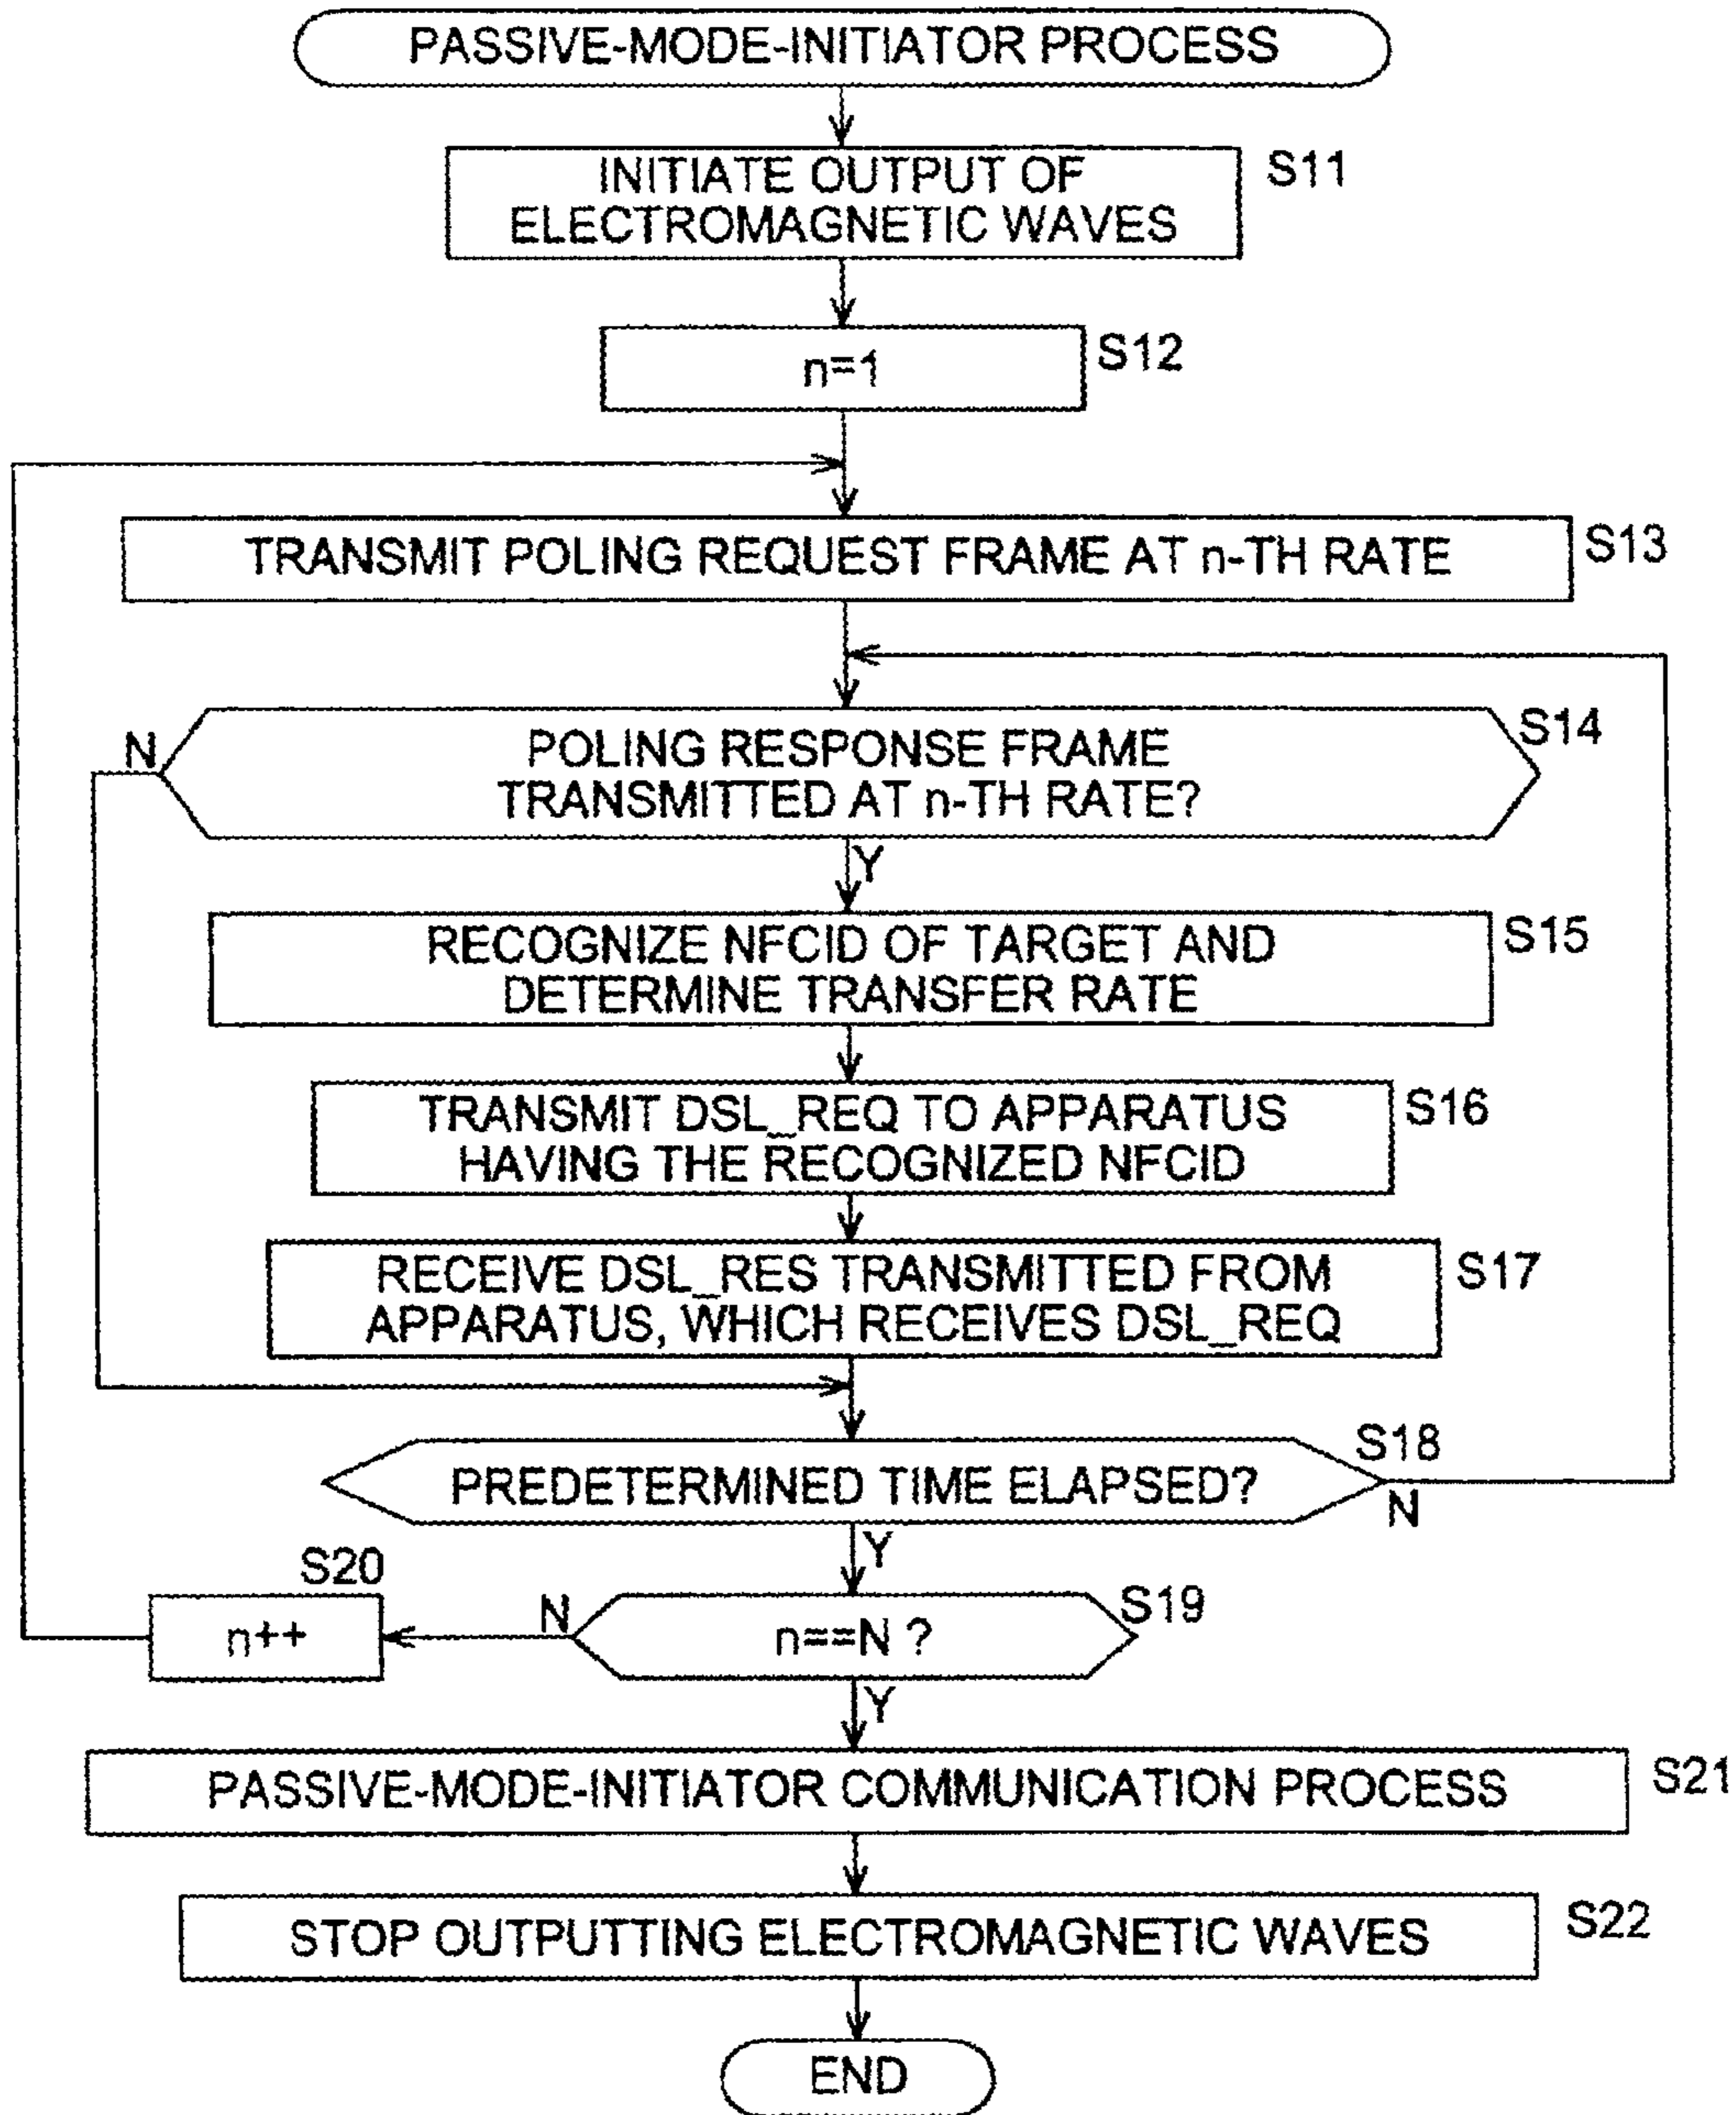 PASSIVE-MODE-INITIATOR PROCESS
INITIATE OUTPUT OF
ELECTROMAGNETIC WAVES
S11
n=1
S12
TRANSMIT POLING REQUEST FRAME AT n-TH RATE
S13
N
POLING RESPONSE FRAME
TRANSMITTED AT n-TH RATE?
S14
Y
RECOGNIZE NFCID OF TARGET AND
DETERMINE TRANSFER RATE
S15
TRANSMIT DSL_REQ TO APPARATUS
HAVING THE RECOGNIZED NFCID
S16
RECEIVE DSL_RES TRANSMITTED FROM
APPARATUS, WHICH RECEIVES DSL_REQ
S17
PREDETERMINED TIME ELAPSED?
S18
N
Y
S20
n++
N
n==N ?
S19
Y
PASSIVE-MODE-INITIATOR COMMUNICATION PROCESS
S21
STOP OUTPUTTING ELECTROMAGNETIC WAVES
S22
END